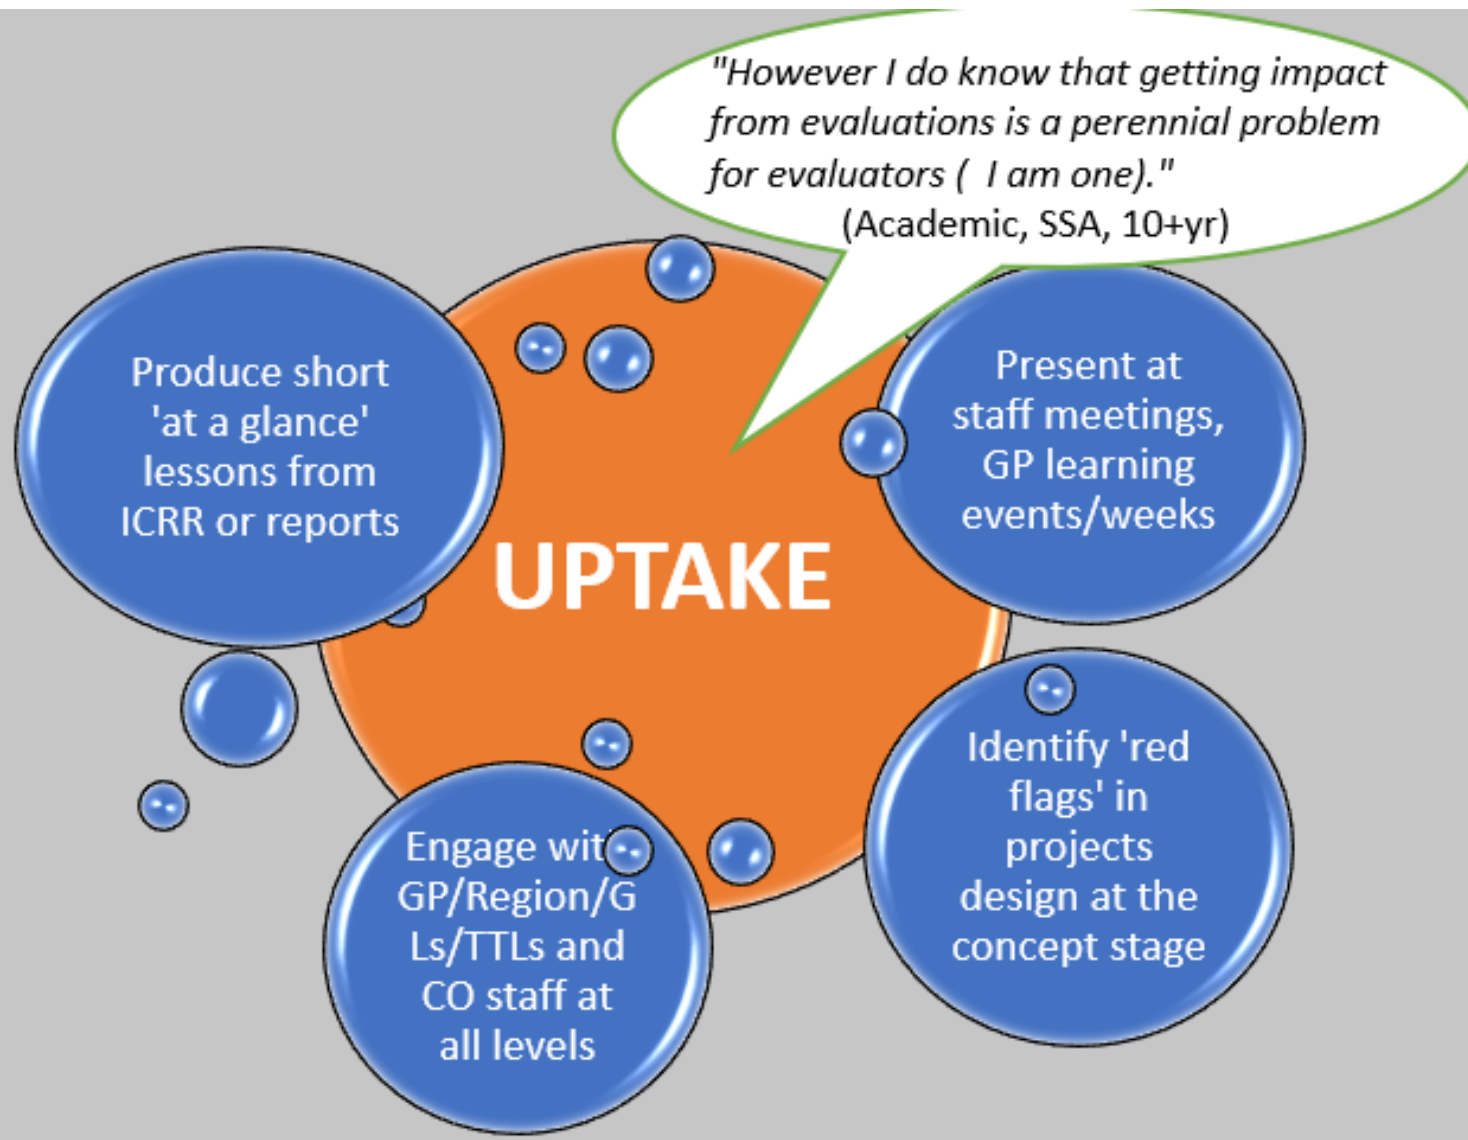 "However I do know that getting impact
from evaluations is a perennial problem
for evaluators (  I am one)."
(Academic, SSA, 10+yr)
Produce short
'at a glance'
lessons from
ICRR or reports
Present at
staff meetings,
GP learning
events/weeks
UPTAKE
Identify 'red
flags' in
projects
design at the
concept stage
Engage wit
GP/Region/G
Ls/TTLs and
CO staff at
all levels